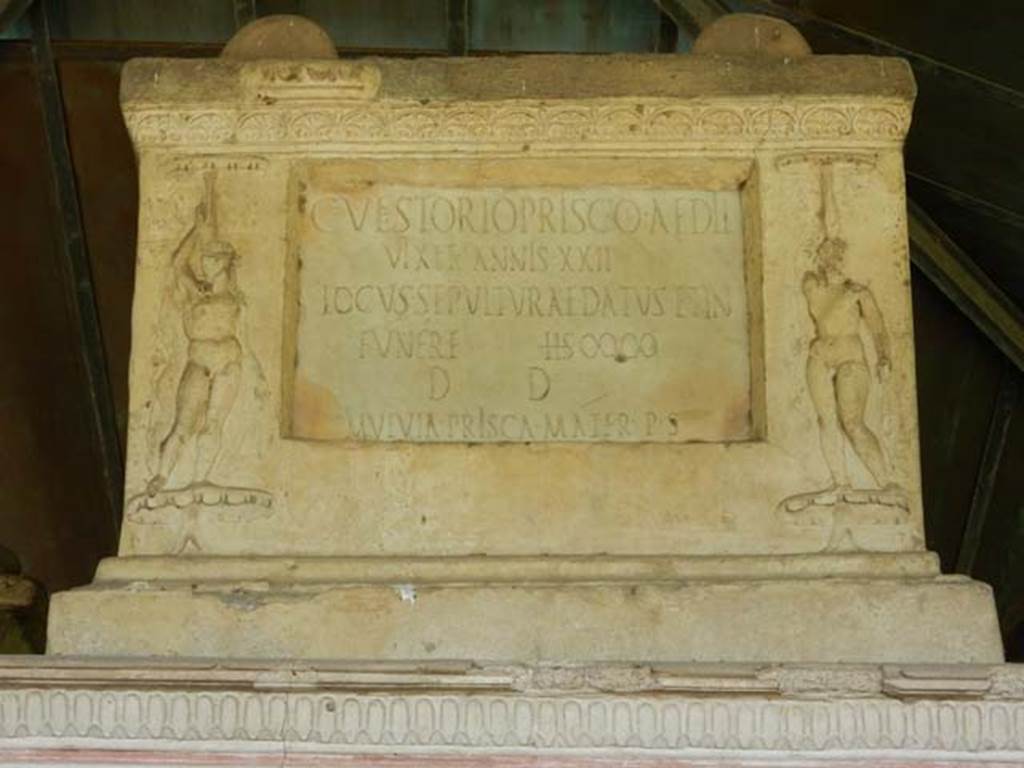 C VESTORIO PRISCO · AEDIL
VIXIT ANNIS · XXII
LOCVS SEPVLTVRAE DATVS ET IN
FVNERE HS ∞∞
D D
MVLVIA PRISCA · MATER · P · S